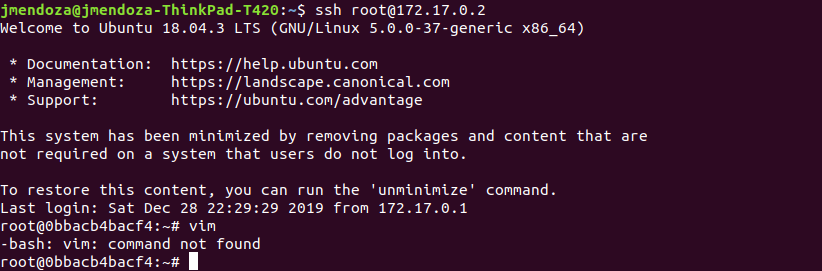 jmendoza@jmendoza-ThinkPad-T420:~$ ssh root@172.17.0.2
Welcome to Ubuntu 18.04.3 LTS (GNU/Linux 5.0.0-37-generic x86_64)
 * Documentation:  https://help.ubuntu.com
 * Management:     https://landscape.canonical.com
 * Support:        https://ubuntu.com/advantage
This system has been minimized by removing packages and content that are
not required on a system that users do not log into.
To restore this content, you can run the 'unminimize' command.
Last login: Sat Dec 28 22:29:29 2019 from 172.17.0.1
root@0bbacb4bacf4:~# vim
-bash: vim: command not found
root@0bbacb4bacf4:~#